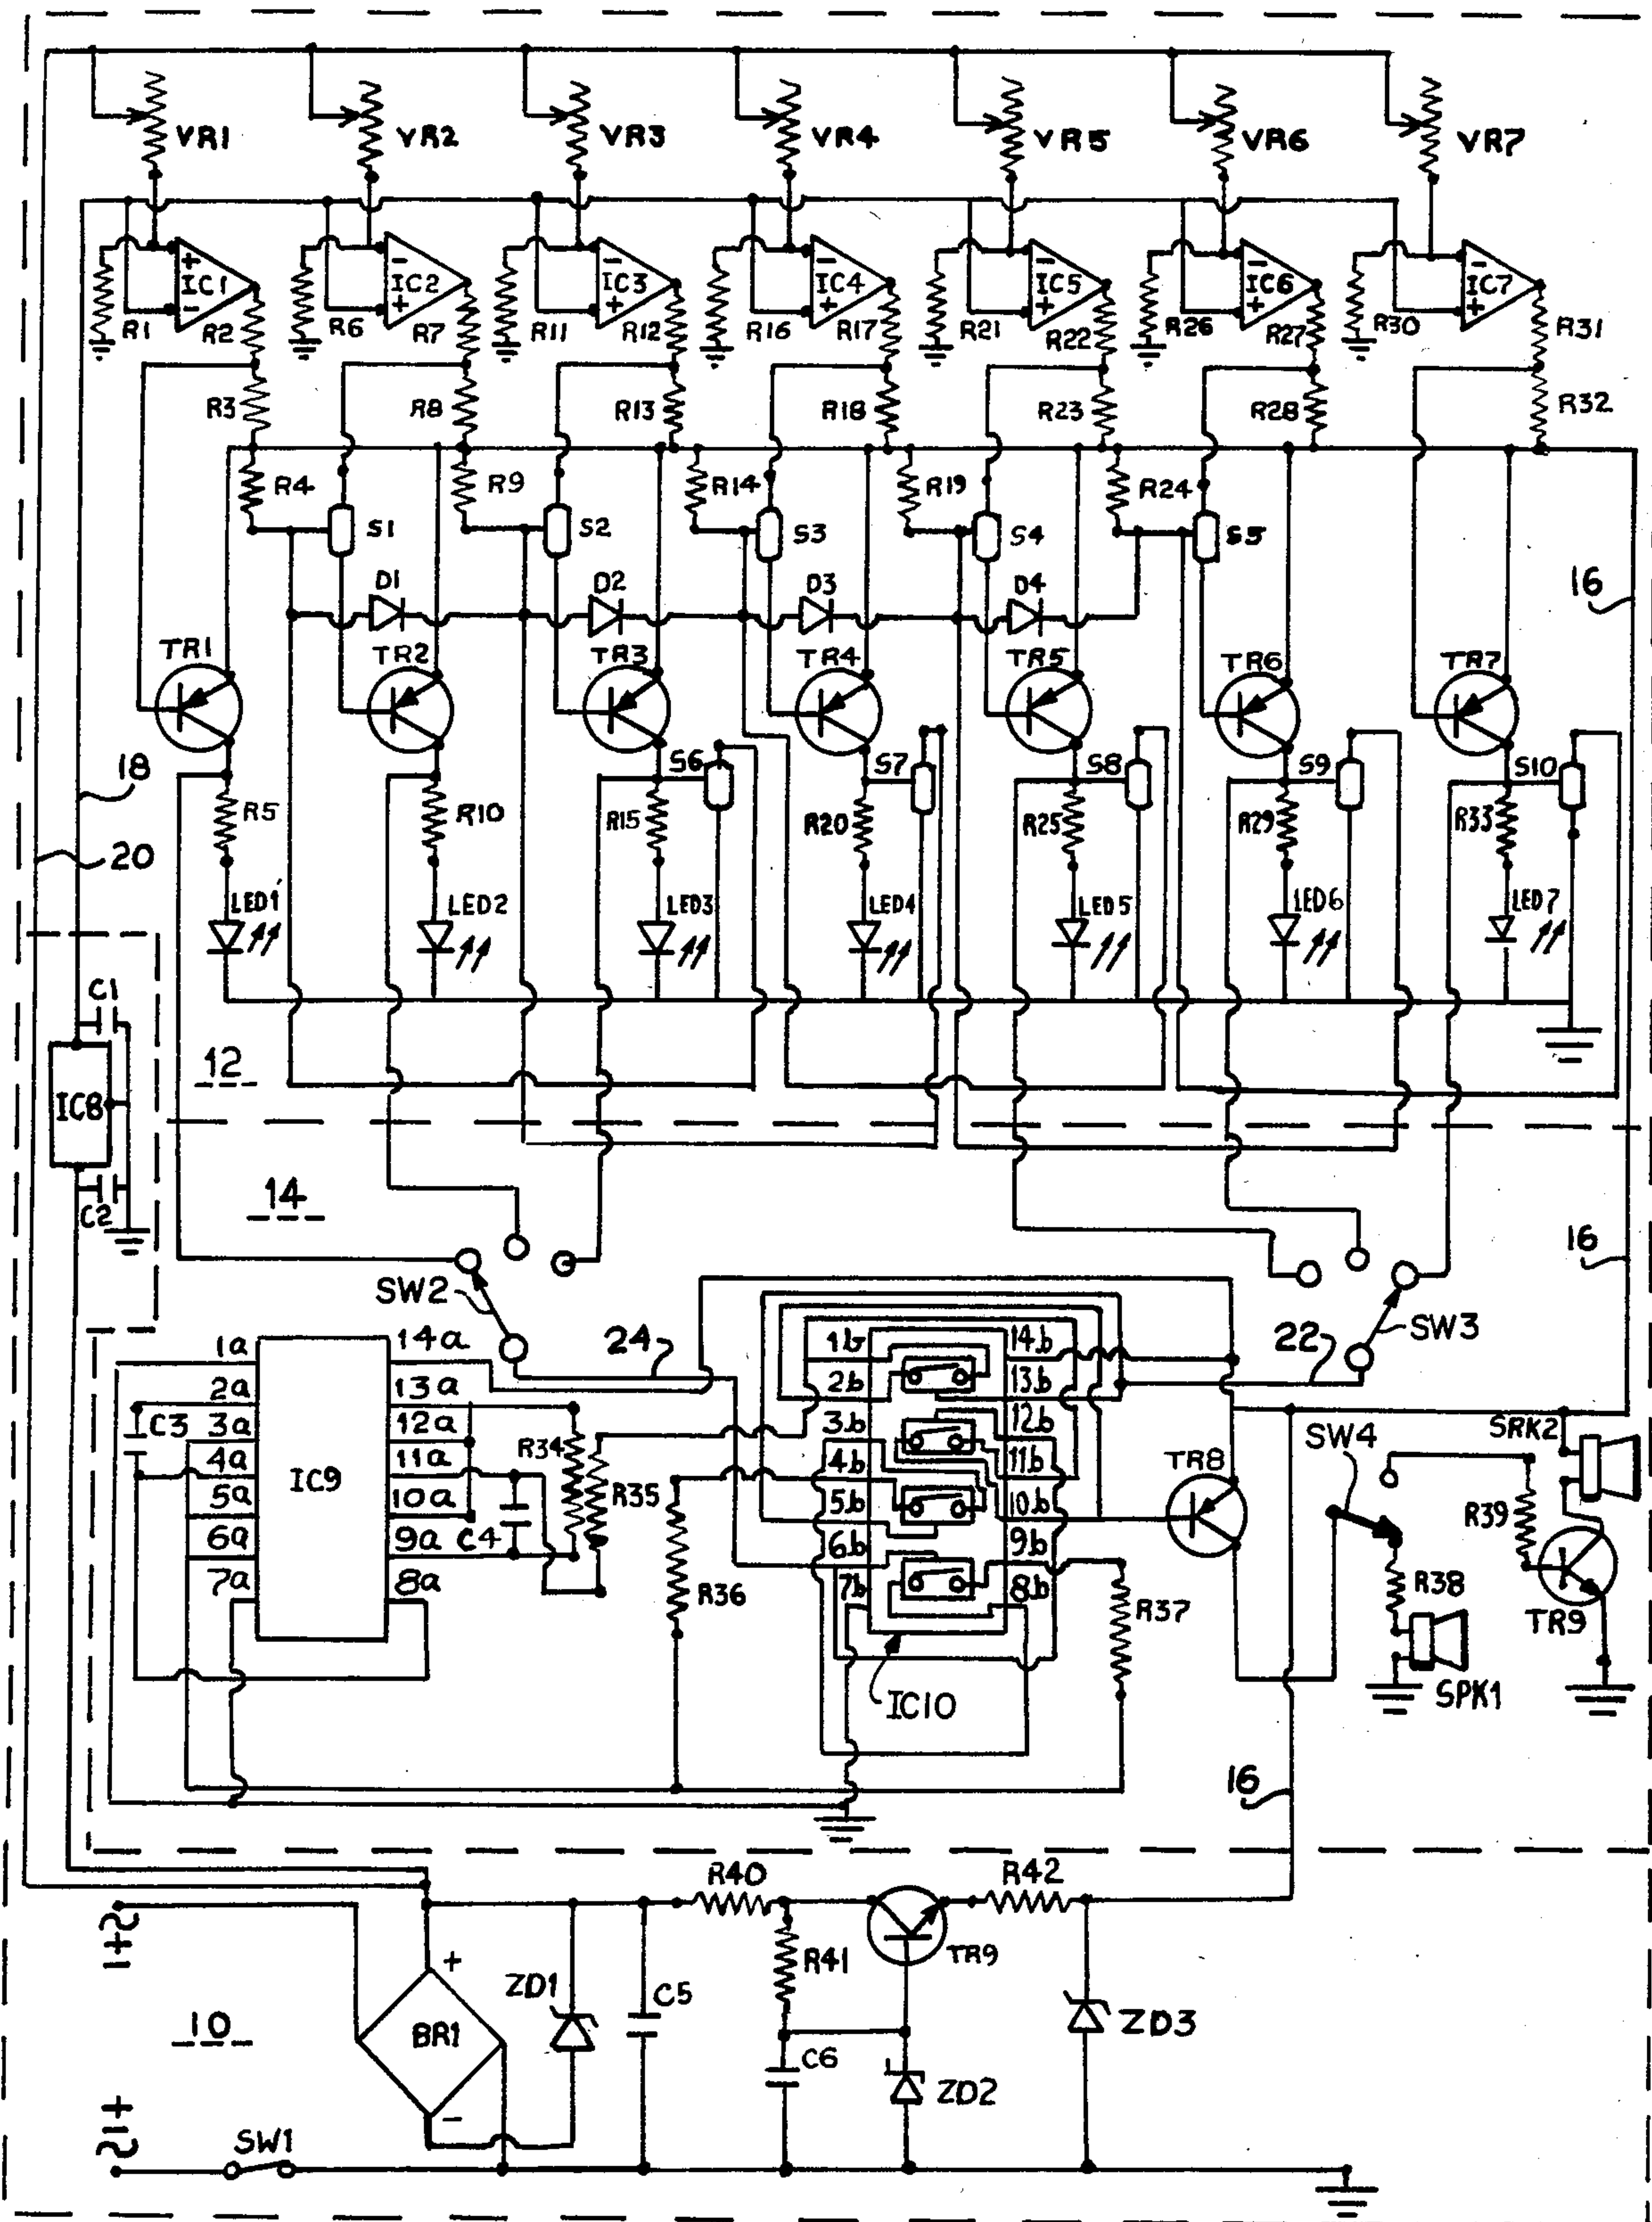 VR1 VR2 VR3 VR4 VR5 VR6 VR7
+ - - - - - -
IC1 IC2 IC3 IC4 IC5 IC6 IC7
- + + + + + +
R1 R2 R6 R7 R11 R12 R16 R17 R21 R22 R26 R27 R30 R31
R3 R8 R13 R18 R23 R28 R32
R4 R9 R14 R19 R24
S1 S2 S3 S4 S5
D1 D2 D3 D4 16
TR1 TR2 TR3 TR4 TR5 TR6 TR7
18 S6 S7 S8 S9 S10
R5 R10 R15 R20 R25 R29 R33
20
LED1 LED2 LED3 LED4 LED5 LED6 LED7
C1
12
IC8
C2 14
16
SW2 SW3
24 22
1a 14a 1b 14b
2a 13a 2b 13b
C3 3a 12a 3b 12b SW4 SRK2
4a IC9 11a R34 R35 4b 11b TR8
5a 10a 5b 10b R39
6a 9a C4 6b 9b
7a 8a R36 7b 8b R37 R38 TR9
IC10 SPK1
16
R40 R42
+12
+ R41 TR9
ZD1 C5 ZD3
10 BR1
C6 ZD2
+12 -
SW1